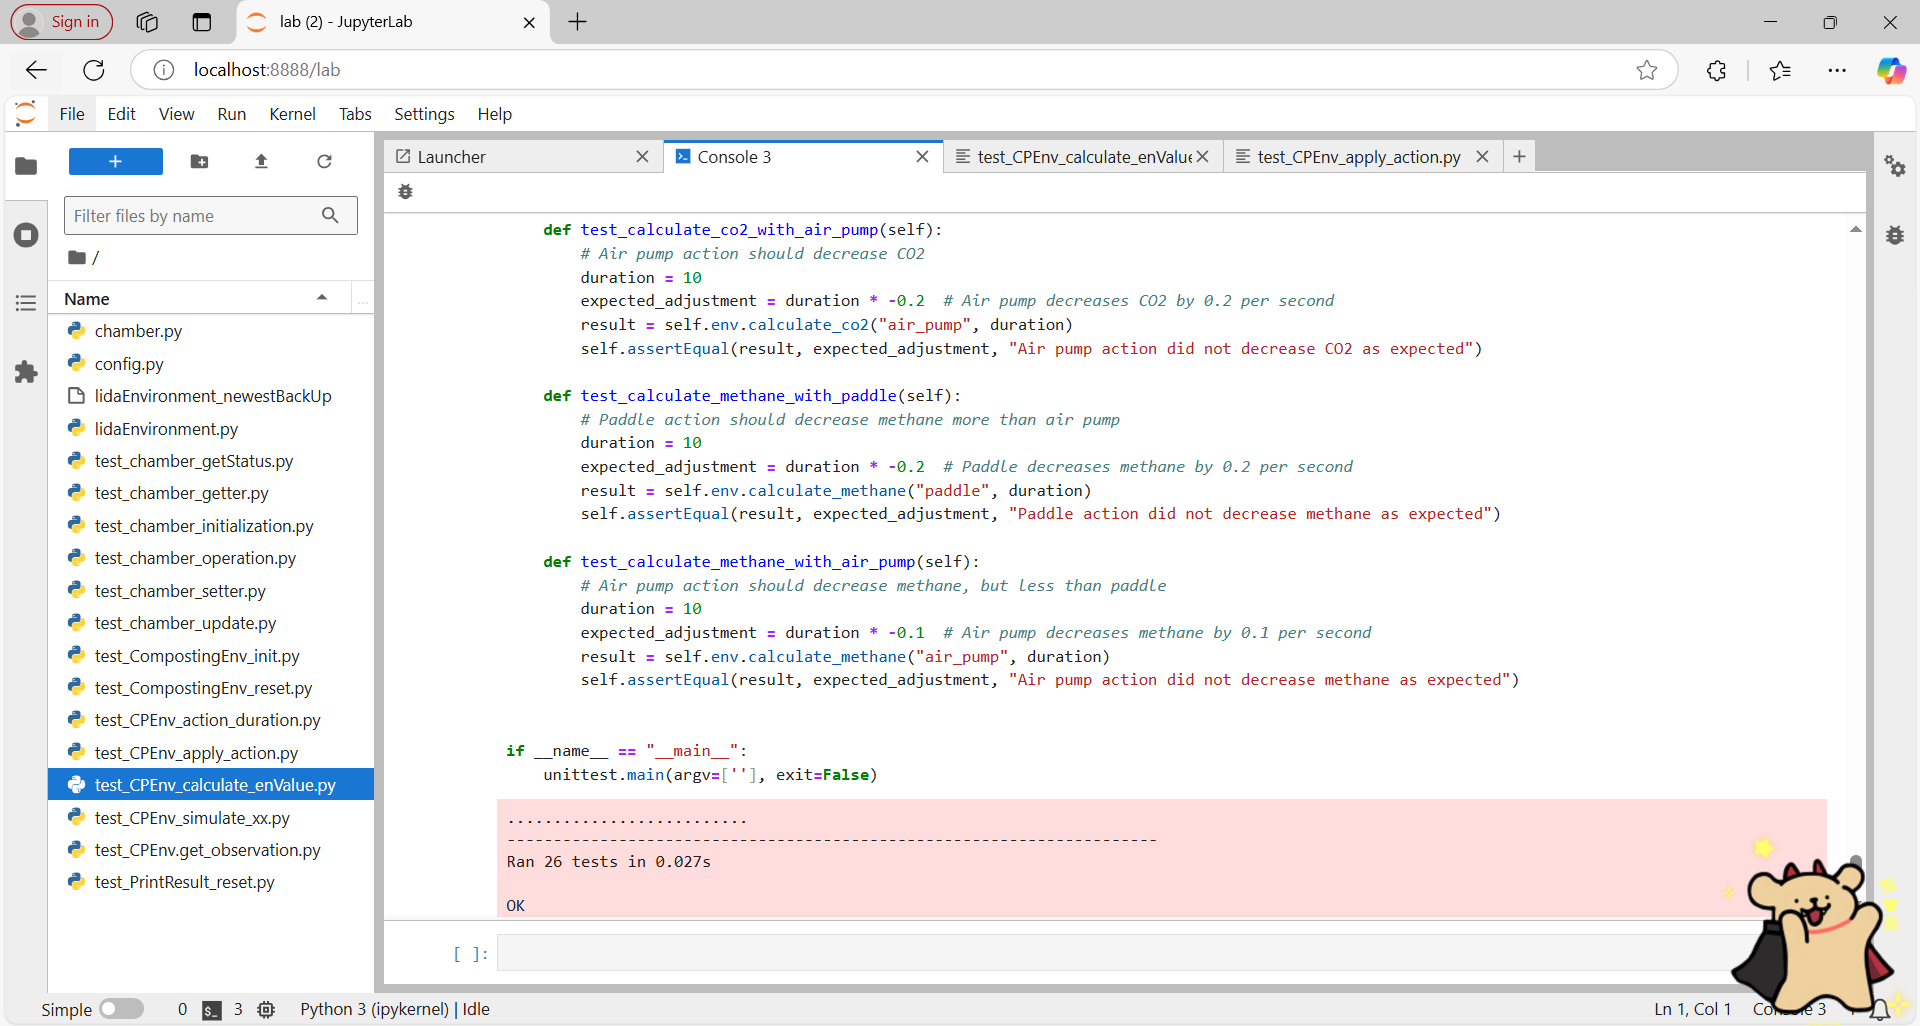 Sign in
lab (2) - JupyterLab
localhost:8888/lab
File Edit View Run Kernel Tabs Settings Help
Launcher
Console 3
test_CPEnv_calculate_enValu
test_CPEnv_apply_action.py
Filter files by name
/
Name
...
chamber.py
config.py
lidaEnvironment_newestBackUp
lidaEnvironment.py
test_chamber_getStatus.py
test_chamber_getter.py
test_chamber_initialization.py
test_chamber_operation.py
test_chamber_setter.py
test_chamber_update.py
test_CompostingEnv_init.py
test_CompostingEnv_reset.py
test_CPEnv_action_duration.py
test_CPEnv_apply_action.py
test_CPEnv_calculate_enValue.py
test_CPEnv_simulate_xx.py
test_CPEnv.get_observation.py
test_PrintResult_reset.py
def test_calculate_co2_with_air_pump(self):
# Air pump action should decrease CO2
duration = 10
expected_adjustment = duration * -0.2  # Air pump decreases CO2 by 0.2 per second
result = self.env.calculate_co2("air_pump", duration)
self.assertEqual(result, expected_adjustment, "Air pump action did not decrease CO2 as expected")
def test_calculate_methane_with_paddle(self):
# Paddle action should decrease methane more than air pump
duration = 10
expected_adjustment = duration * -0.2  # Paddle decreases methane by 0.2 per second
result = self.env.calculate_methane("paddle", duration)
self.assertEqual(result, expected_adjustment, "Paddle action did not decrease methane as expected")
def test_calculate_methane_with_air_pump(self):
# Air pump action should decrease methane, but less than paddle
duration = 10
expected_adjustment = duration * -0.1  # Air pump decreases methane by 0.1 per second
result = self.env.calculate_methane("air_pump", duration)
self.assertEqual(result, expected_adjustment, "Air pump action did not decrease methane as expected")
if __name__ == "__main__":
unittest.main(argv=[''], exit=False)
..........................
----------------------------------------------------------------------
Ran 26 tests in 0.027s
OK
[ ]:
Simple 0 $_ 3 Python 3 (ipykernel) | Idle
Ln 1, Col 1 3